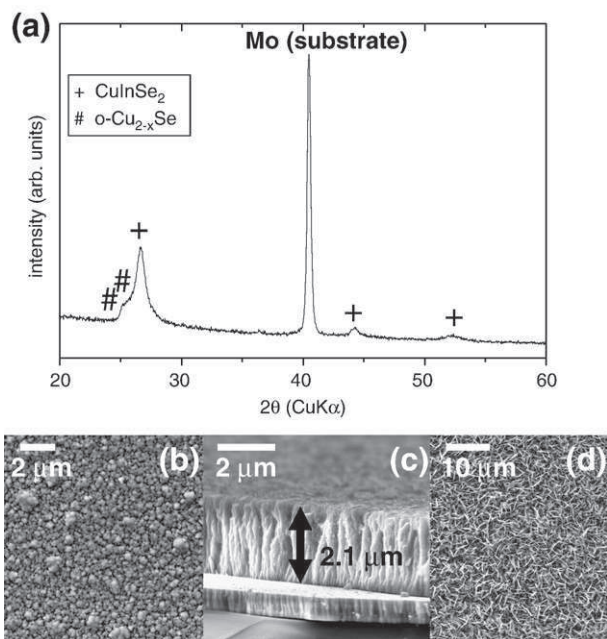 (a)
Mo (substrate)
+ CuInSe₂
# o-Cu₂₋ₓSe
intensity (arb. units)
+
#
#
+
+
20 30 40 50 60
2θ (CuKα)
2 μm (b)
2 μm (c)
10 μm (d)
2.1 μm